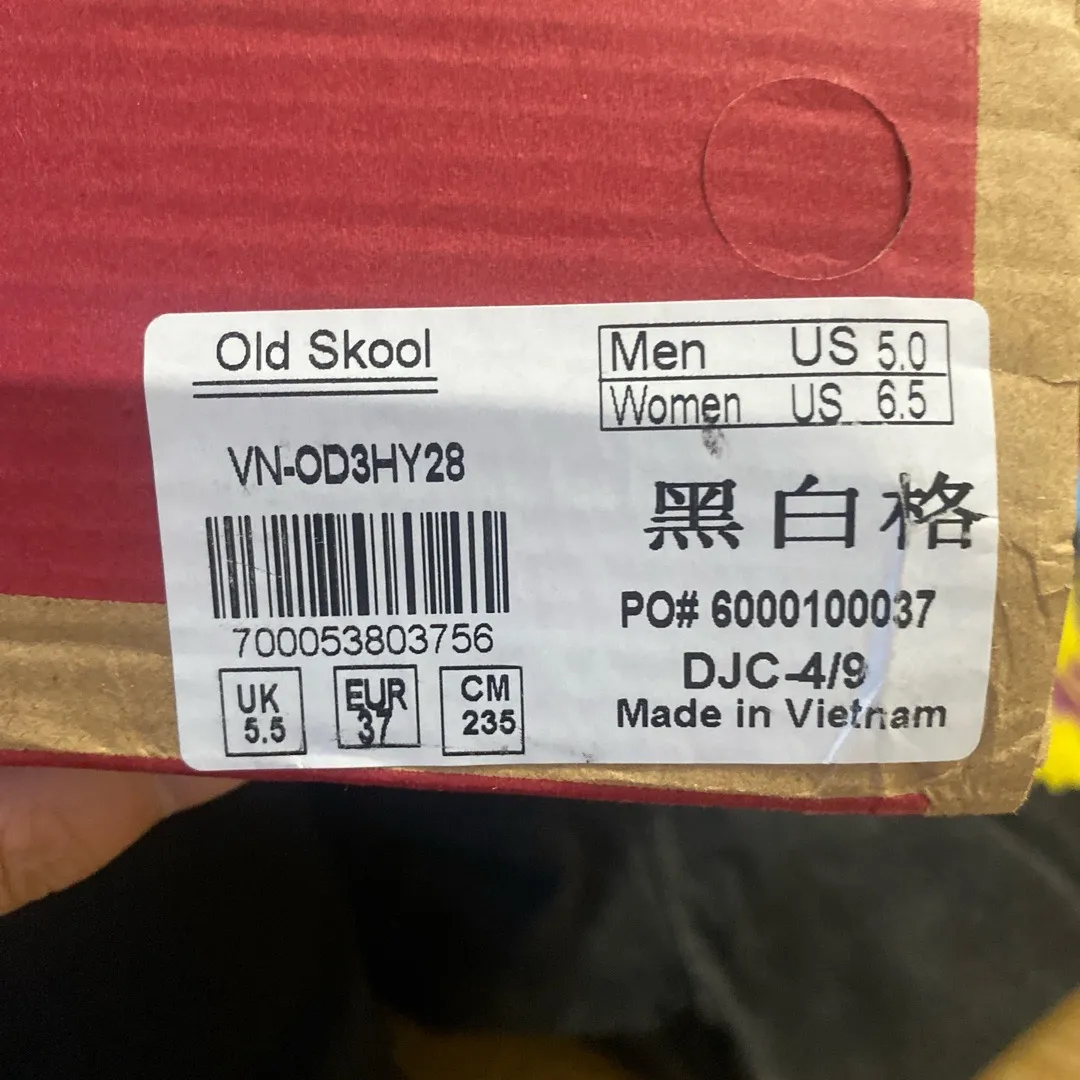 Old Skool
Men US 5.0
Women US 6.5
VN-OD3HY28
黑白格
700053803756
PO# 6000100037
DJC-4/9
Made in Vietnam
UK
5.5
EUR
37
CM
235